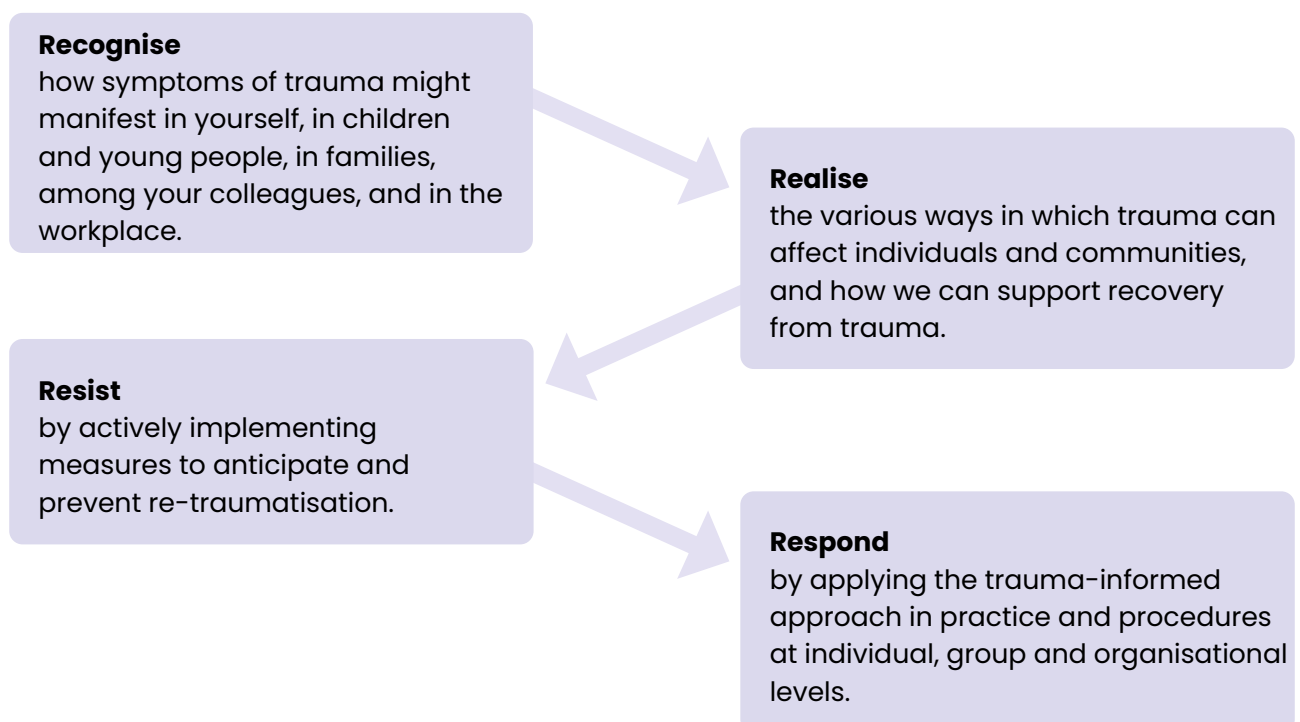 Recognise
how symptoms of trauma might
manifest in yourself, in children
and young people, in families,
among your colleagues, and in the
workplace.
Realise
the various ways in which trauma can
affect individuals and communities,
and how we can support recovery
from trauma.
Resist
by actively implementing
measures to anticipate and
prevent re-traumatisation.
Respond
by applying the trauma-informed
approach in practice and procedures
at individual, group and organisational
levels.